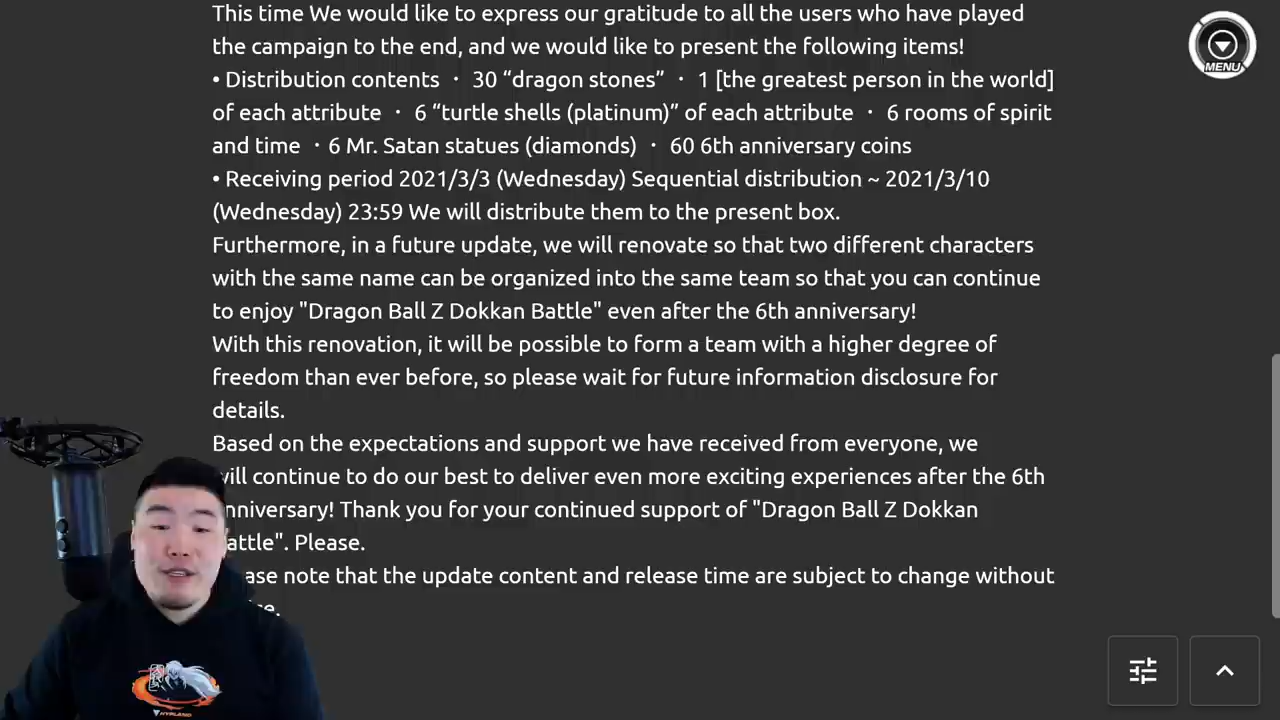 This time We would like to express our gratitude to all the users who have played
the campaign to the end, and we would like to present the following items!
• Distribution contents ・ 30 “dragon stones” ・ 1 [the greatest person in the world]
of each attribute ・ 6 “turtle shells (platinum)” of each attribute ・ 6 rooms of spirit
and time ・6 Mr. Satan statues (diamonds) ・ 60 6th anniversary coins
• Receiving period 2021/3/3 (Wednesday) Sequential distribution ~ 2021/3/10
(Wednesday) 23:59 We will distribute them to the present box.
Furthermore, in a future update, we will renovate so that two different characters
with the same name can be organized into the same team so that you can continue
to enjoy "Dragon Ball Z Dokkan Battle" even after the 6th anniversary!
With this renovation, it will be possible to form a team with a higher degree of
freedom than ever before, so please wait for future information disclosure for
details.
Based on the expectations and support we have received from everyone, we
will continue to do our best to deliver even more exciting experiences after the 6th
anniversary! Thank you for your continued support of "Dragon Ball Z Dokkan
Battle". Please.
Please note that the update content and release time are subject to change without
MENU
HYPLAND